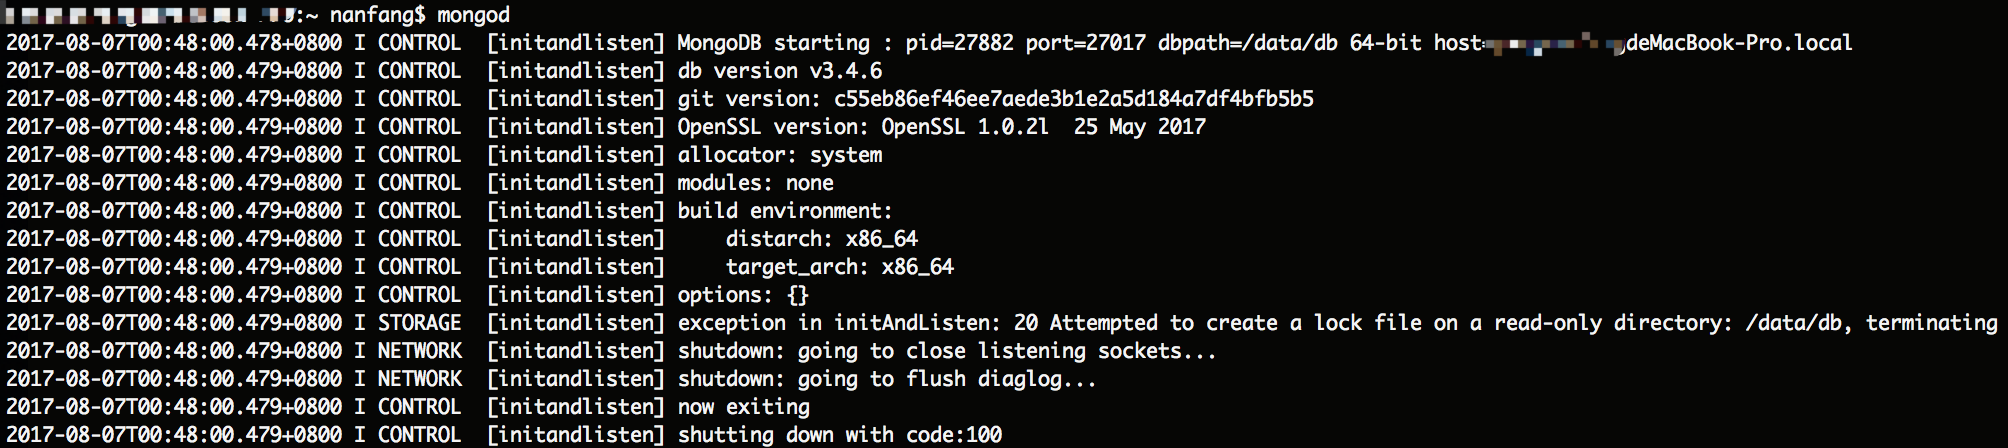 :~ nanfang$ mongod
2017-08-07T00:48:00.478+0800 I CONTROL  [initandlisten] MongoDB starting : pid=27882 port=27017 dbpath=/data/db 64-bit host= deMacBook-Pro.local
2017-08-07T00:48:00.479+0800 I CONTROL  [initandlisten] db version v3.4.6
2017-08-07T00:48:00.479+0800 I CONTROL  [initandlisten] git version: c55eb86ef46ee7aede3b1e2a5d184a7df4bfb5b5
2017-08-07T00:48:00.479+0800 I CONTROL  [initandlisten] OpenSSL version: OpenSSL 1.0.2l  25 May 2017
2017-08-07T00:48:00.479+0800 I CONTROL  [initandlisten] allocator: system
2017-08-07T00:48:00.479+0800 I CONTROL  [initandlisten] modules: none
2017-08-07T00:48:00.479+0800 I CONTROL  [initandlisten] build environment:
2017-08-07T00:48:00.479+0800 I CONTROL  [initandlisten]     distarch: x86_64
2017-08-07T00:48:00.479+0800 I CONTROL  [initandlisten]     target_arch: x86_64
2017-08-07T00:48:00.479+0800 I CONTROL  [initandlisten] options: {}
2017-08-07T00:48:00.479+0800 I STORAGE  [initandlisten] exception in initAndListen: 20 Attempted to create a lock file on a read-only directory: /data/db, terminating
2017-08-07T00:48:00.479+0800 I NETWORK  [initandlisten] shutdown: going to close listening sockets...
2017-08-07T00:48:00.479+0800 I NETWORK  [initandlisten] shutdown: going to flush diaglog...
2017-08-07T00:48:00.479+0800 I CONTROL  [initandlisten] now exiting
2017-08-07T00:48:00.479+0800 I CONTROL  [initandlisten] shutting down with code:100